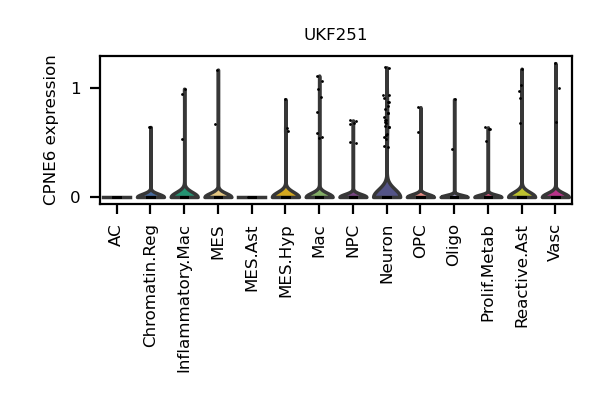 UKF251
CPNE6 expression
1
0
AC
Chromatin.Reg
Inflammatory.Mac
MES
MES.Ast
MES.Hyp
Mac
NPC
Neuron
OPC
Oligo
Prolif.Metab
Reactive.Ast
Vasc